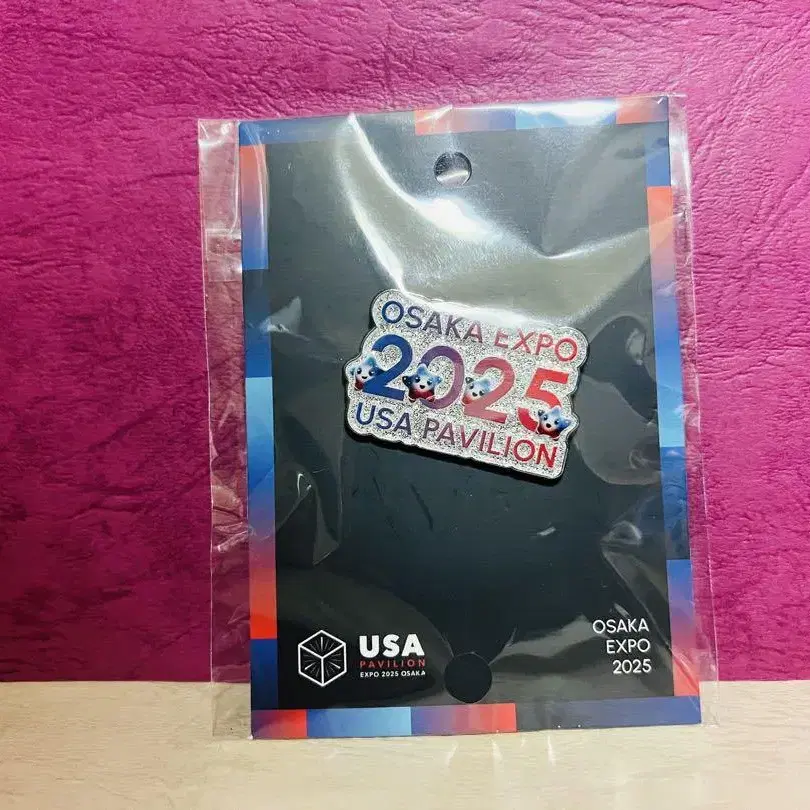 OSAKA EXPO
2025
USA PAVILION
USA
PAVILION
EXPO 2025 OSAKA
OSAKA
EXPO
2025